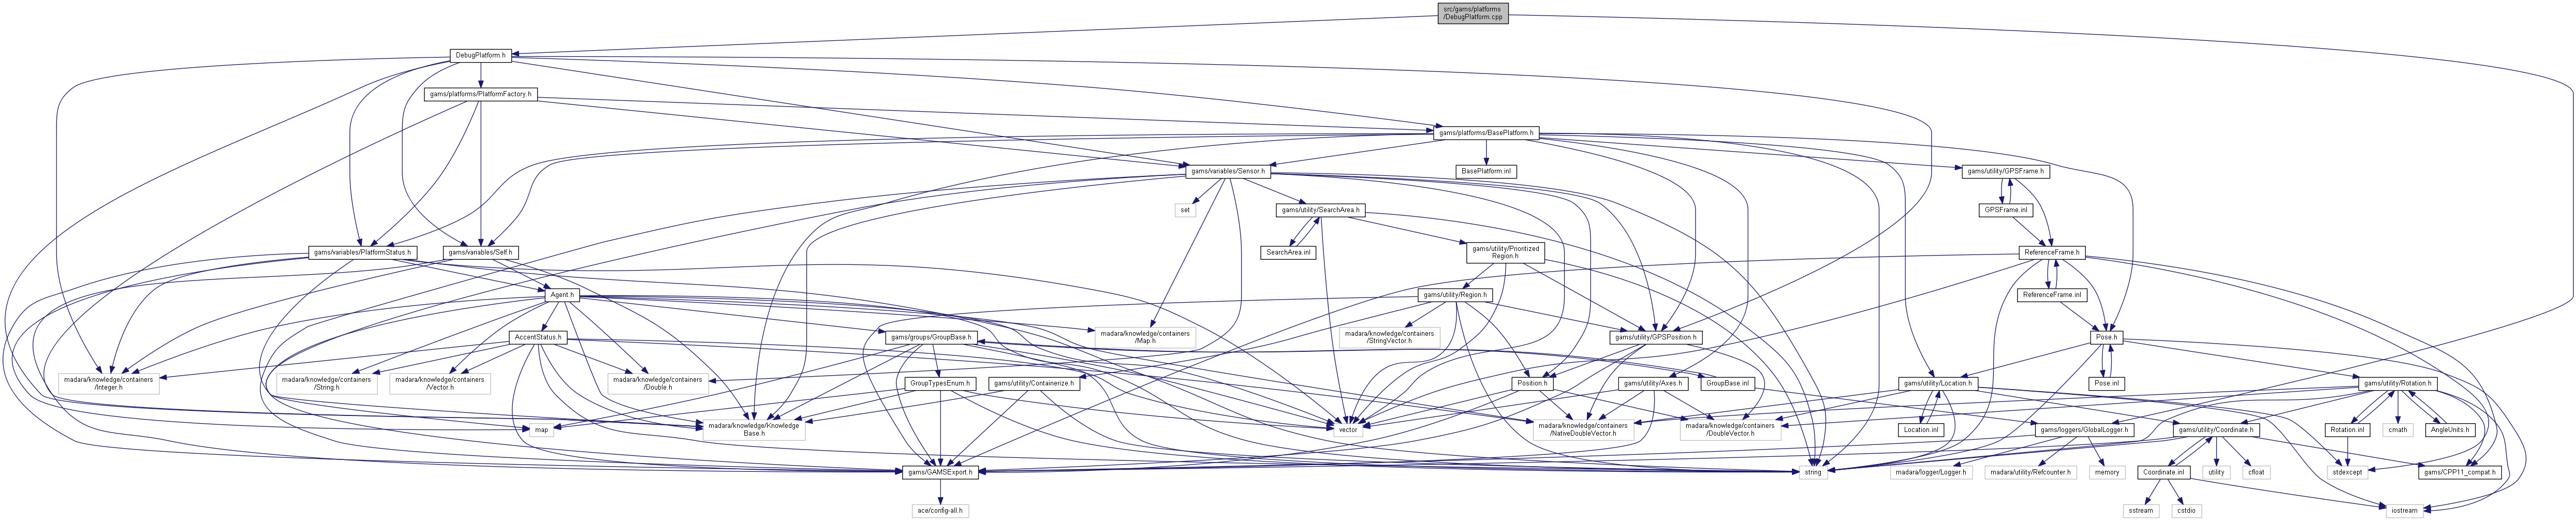 src/gams/platforms
/DebugPlatform.cpp
DebugPlatform.h
gams/platforms/PlatformFactory.h
gams/platforms/BasePlatform.h
gams/variables/Sensor.h
BasePlatform.inl
gams/utility/GPSFrame.h
set
gams/utility/SearchArea.h
GPSFrame.inl
gams/variables/PlatformStatus.h
gams/variables/Self.h
SearchArea.inl
gams/utility/Prioritized
Region.h
ReferenceFrame.h
Agent.h
gams/utility/Region.h
ReferenceFrame.inl
AccentStatus.h
gams/groups/GroupBase.h
madara/knowledge/containers
/Map.h
madara/knowledge/containers
/StringVector.h
gams/utility/GPSPosition.h
Pose.h
madara/knowledge/containers
/Integer.h
madara/knowledge/containers
/String.h
madara/knowledge/containers
/Vector.h
madara/knowledge/containers
/Double.h
GroupTypesEnum.h
gams/utility/Containerize.h
GroupBase.inl
Position.h
gams/utility/Axes.h
gams/utility/Location.h
Pose.inl
gams/utility/Rotation.h
map
madara/knowledge/Knowledge
Base.h
vector
madara/knowledge/containers
/NativeDoubleVector.h
madara/knowledge/containers
/DoubleVector.h
Location.inl
gams/loggers/GlobalLogger.h
gams/utility/Coordinate.h
Rotation.inl
cmath
AngleUnits.h
gams/GAMSExport.h
string
madara/logger/Logger.h
madara/utility/Refcounter.h
memory
Coordinate.inl
utility
cfloat
stdexcept
gams/CPP11_compat.h
ace/config-all.h
sstream
cstdio
iostream